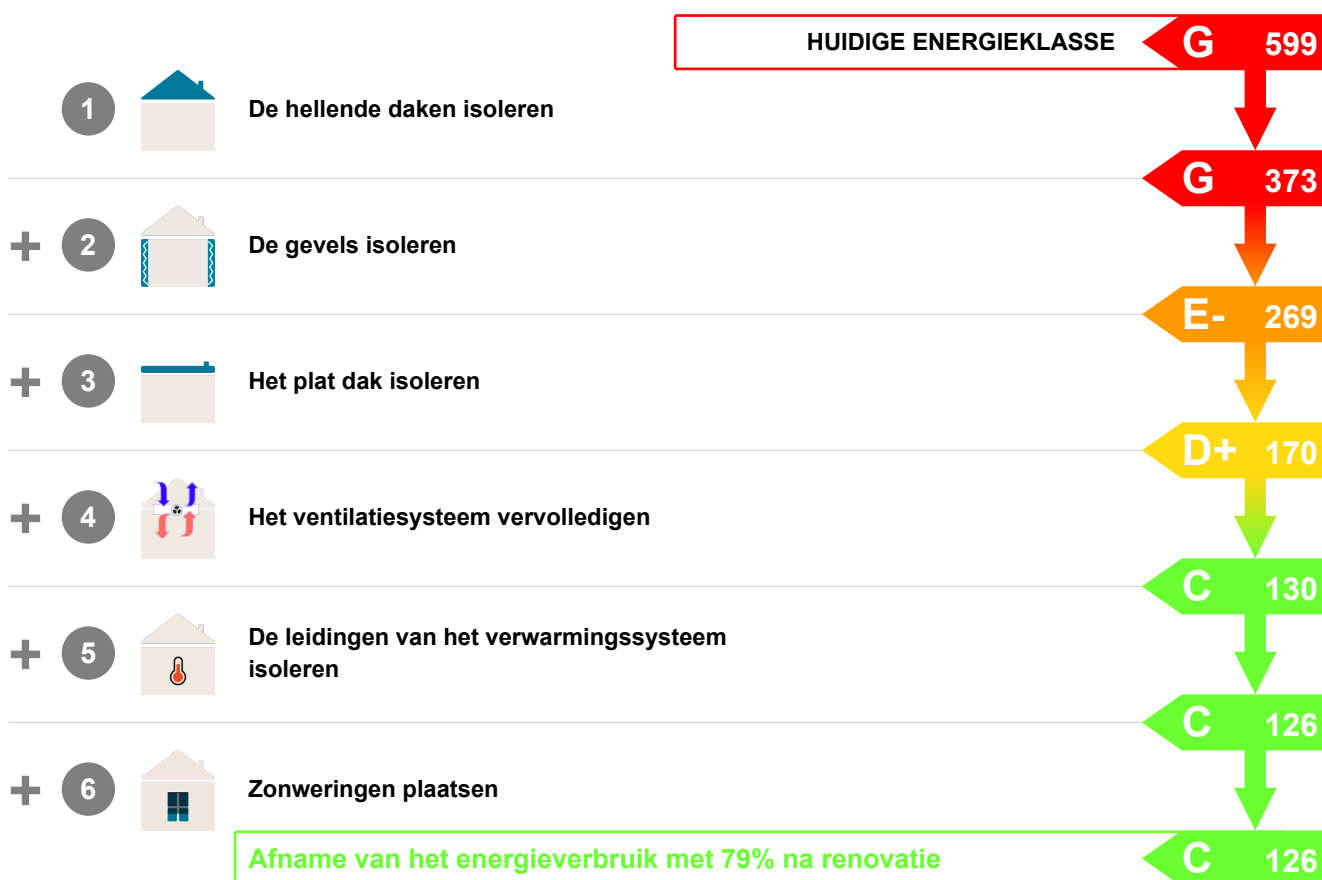 HUIDIGE ENERGIEKLASSE G 599
1 De hellende daken isoleren
G 373
+ 2 De gevels isoleren
E- 269
+ 3 Het plat dak isoleren
D+ 170
+ 4 Het ventilatiesysteem vervolledigen
C 130
+ 5 De leidingen van het verwarmingssysteem
isoleren
C 126
+ 6 Zonweringen plaatsen
Afname van het energieverbruik met 79% na renovatie C 126